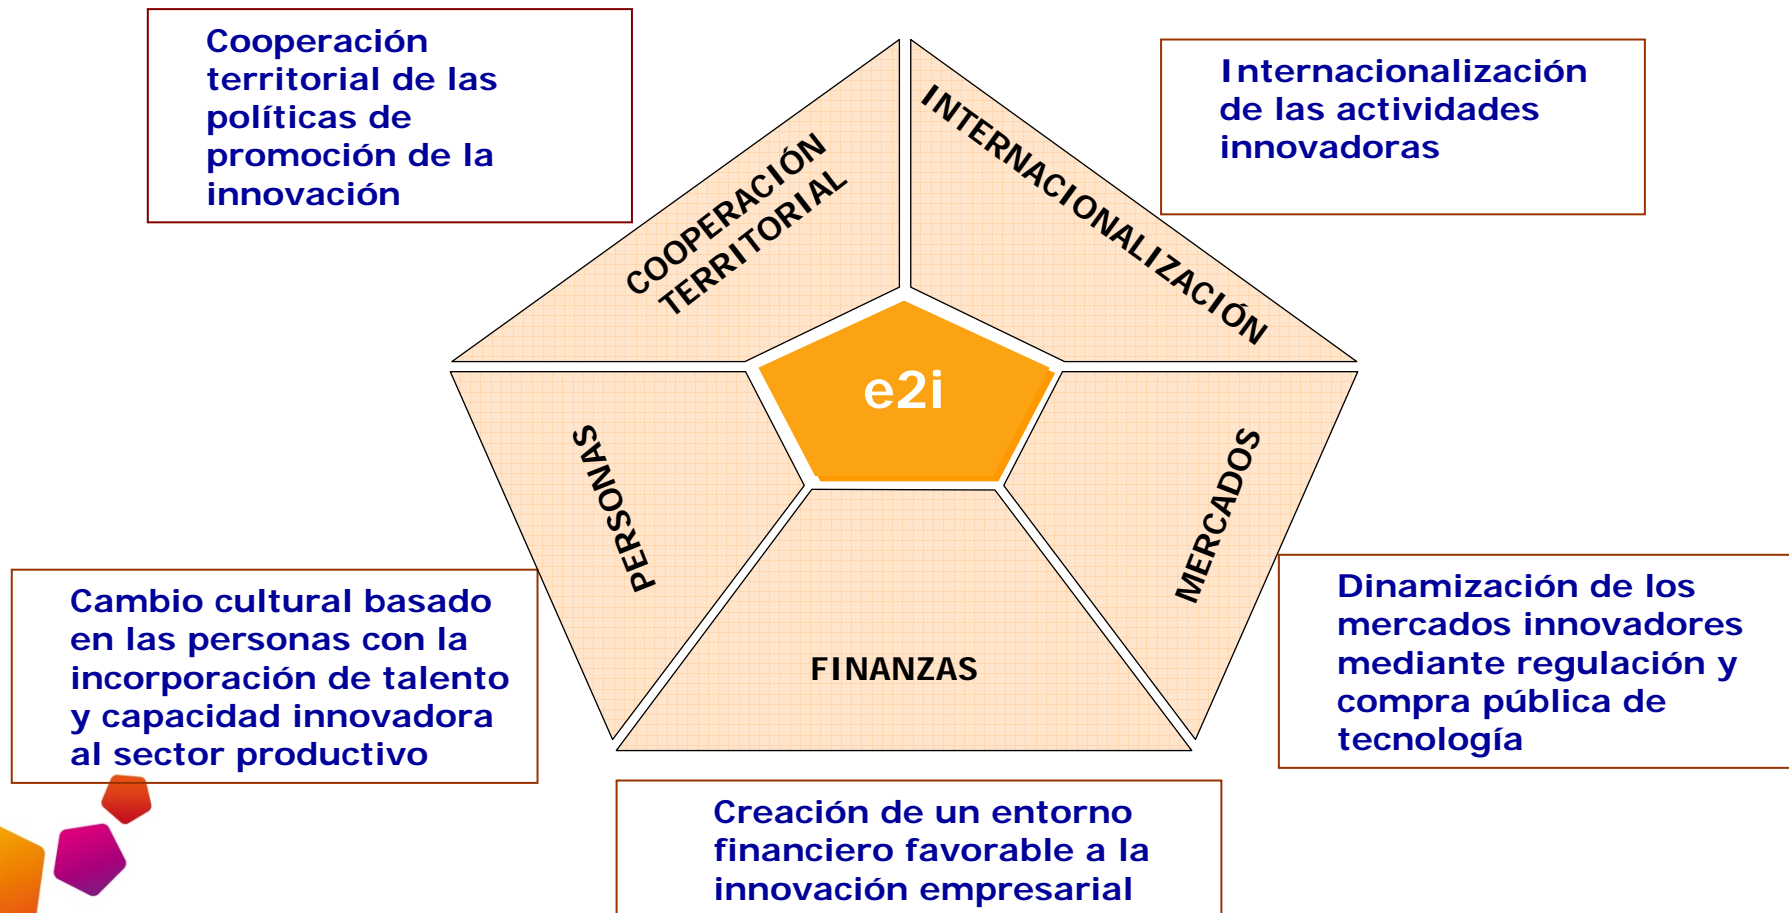 Cooperación
territorial de las
políticas de
promoción de la
innovación
Internacionalización
de las actividades
innovadoras
COOPERACIÓN
TERRITORIAL
INTERNACIONALIZACIÓN
e2i
PERSONAS
MERCADOS
FINANZAS
Cambio cultural basado
en las personas con la
incorporación de talento
y capacidad innovadora
al sector productivo
Dinamización de los
mercados innovadores
mediante regulación y
compra pública de
tecnología
Creación de un entorno
financiero favorable a la
innovación empresarial